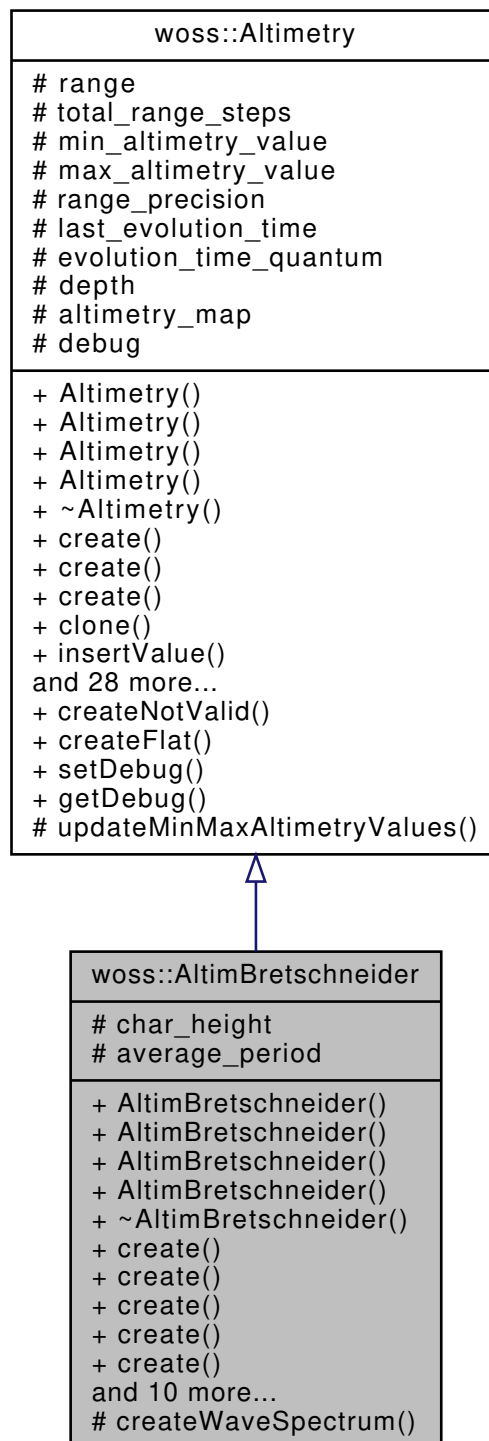 woss::Altimetry
# range
# total_range_steps
# min_altimetry_value
# max_altimetry_value
# range_precision
# last_evolution_time
# evolution_time_quantum
# depth
# altimetry_map
# debug
+ Altimetry()
+ Altimetry()
+ Altimetry()
+ Altimetry()
+ ~Altimetry()
+ create()
+ create()
+ create()
+ clone()
+ insertValue()
and 28 more...
+ createNotValid()
+ createFlat()
+ setDebug()
+ getDebug()
# updateMinMaxAltimetryValues()
woss::AltimBretschneider
# char_height
# average_period
+ AltimBretschneider()
+ AltimBretschneider()
+ AltimBretschneider()
+ AltimBretschneider()
+ ~AltimBretschneider()
+ create()
+ create()
+ create()
+ create()
+ create()
and 10 more...
# createWaveSpectrum()